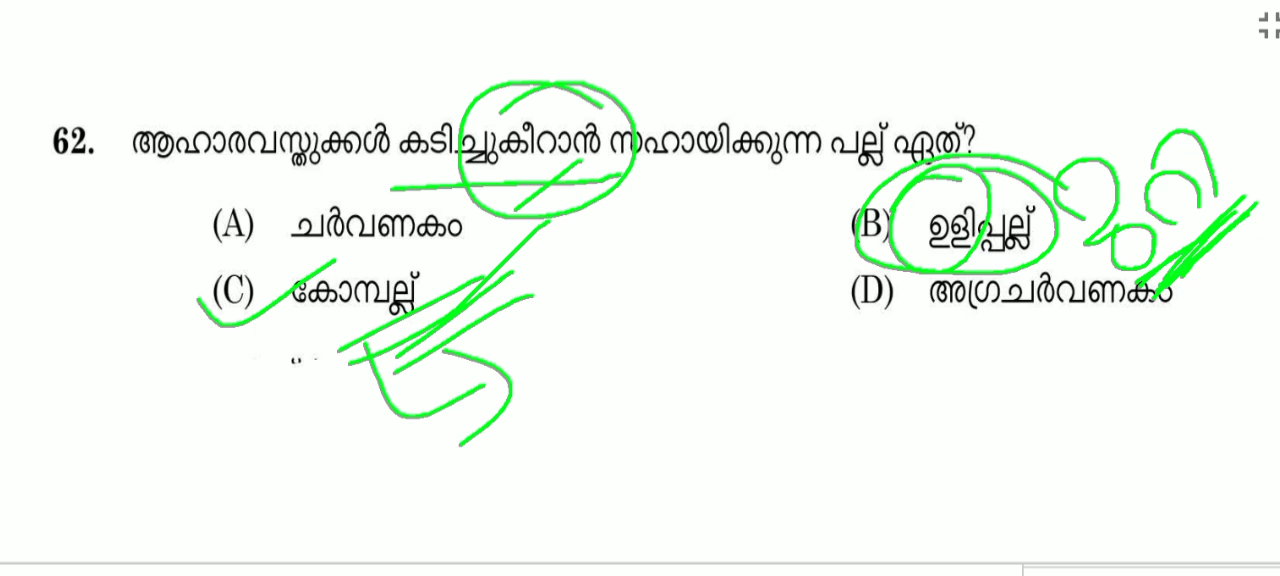 62. ആഹാരവസ്തുക്കൾ കടിച്ചുകീറാൻ സഹായിക്കുന്ന പല്ല് ഏത്?
(A) ചർവണകം (B) ഉളിപ്പല്ല്
(C) കോമ്പല്ല് (D) അഗ്രചർവണകം